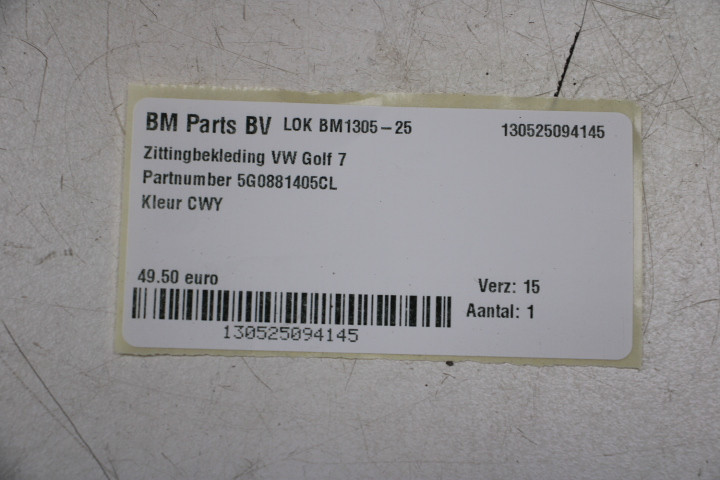 BM Parts BV LOK BM1305-25 130525094145
Zittingbekleding VW Golf 7
Partnumber 5G0881405CL
Kleur CWY
49.50 euro Verz: 15
Aantal: 1
130525094145